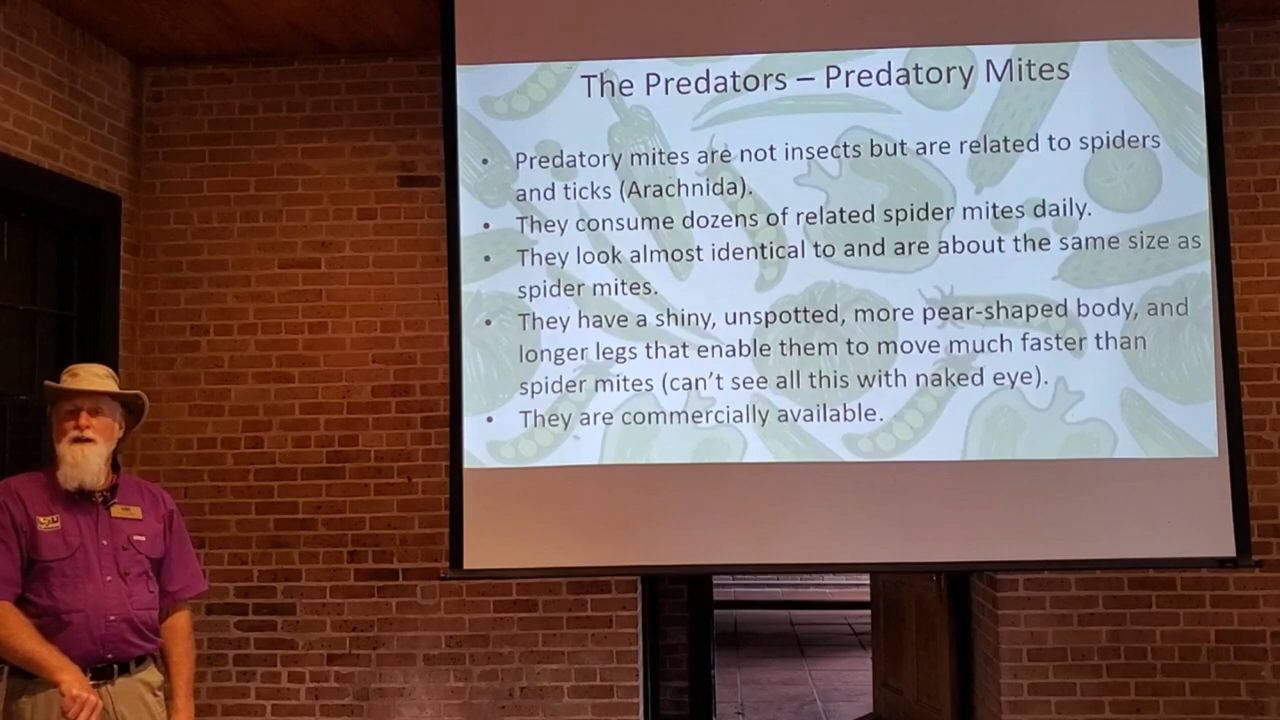 The Predators – Predatory Mites
• Predatory mites are not insects but are related to spiders
and ticks (Arachnida).
• They consume dozens of related spider mites daily.
• They look almost identical to and are about the same size as
spider mites.
• They have a shiny, unspotted, more pear-shaped body, and
longer legs that enable them to move much faster than
spider mites (can't see all this with naked eye).
• They are commercially available.
LSU